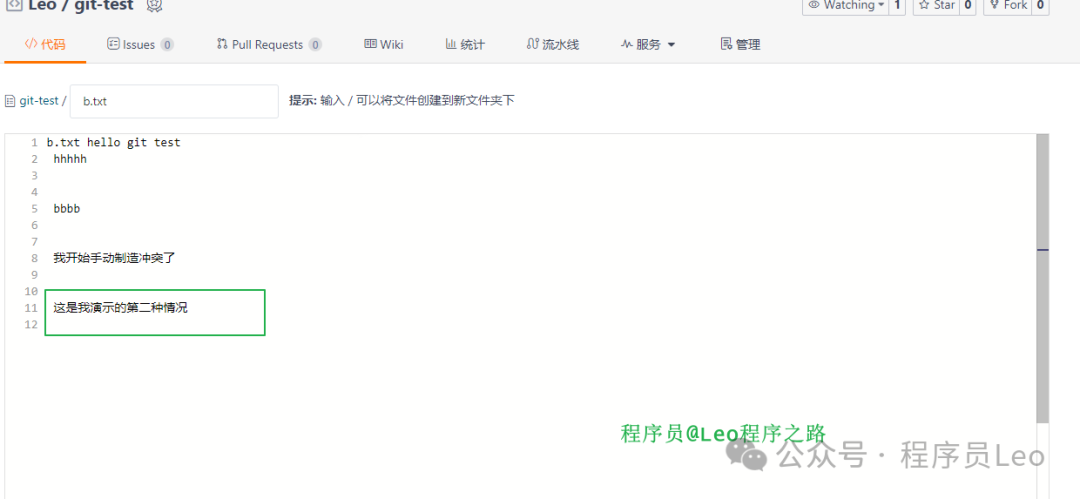 Leo / git-test Watching 1 Star 0 Fork 0
代码 Issues 0 Pull Requests 0 Wiki 统计 流水线 服务 管理
git-test / b.txt 提示: 输入 / 可以将文件创建到新文件夹下
1 b.txt hello git test
2 hhhhh
3
4
5 bbbb
6
7
8 我开始手动制造冲突了
9
10
11 这是我演示的第二种情况
12
程序员@Leo程序之路
公众号 · 程序员Leo